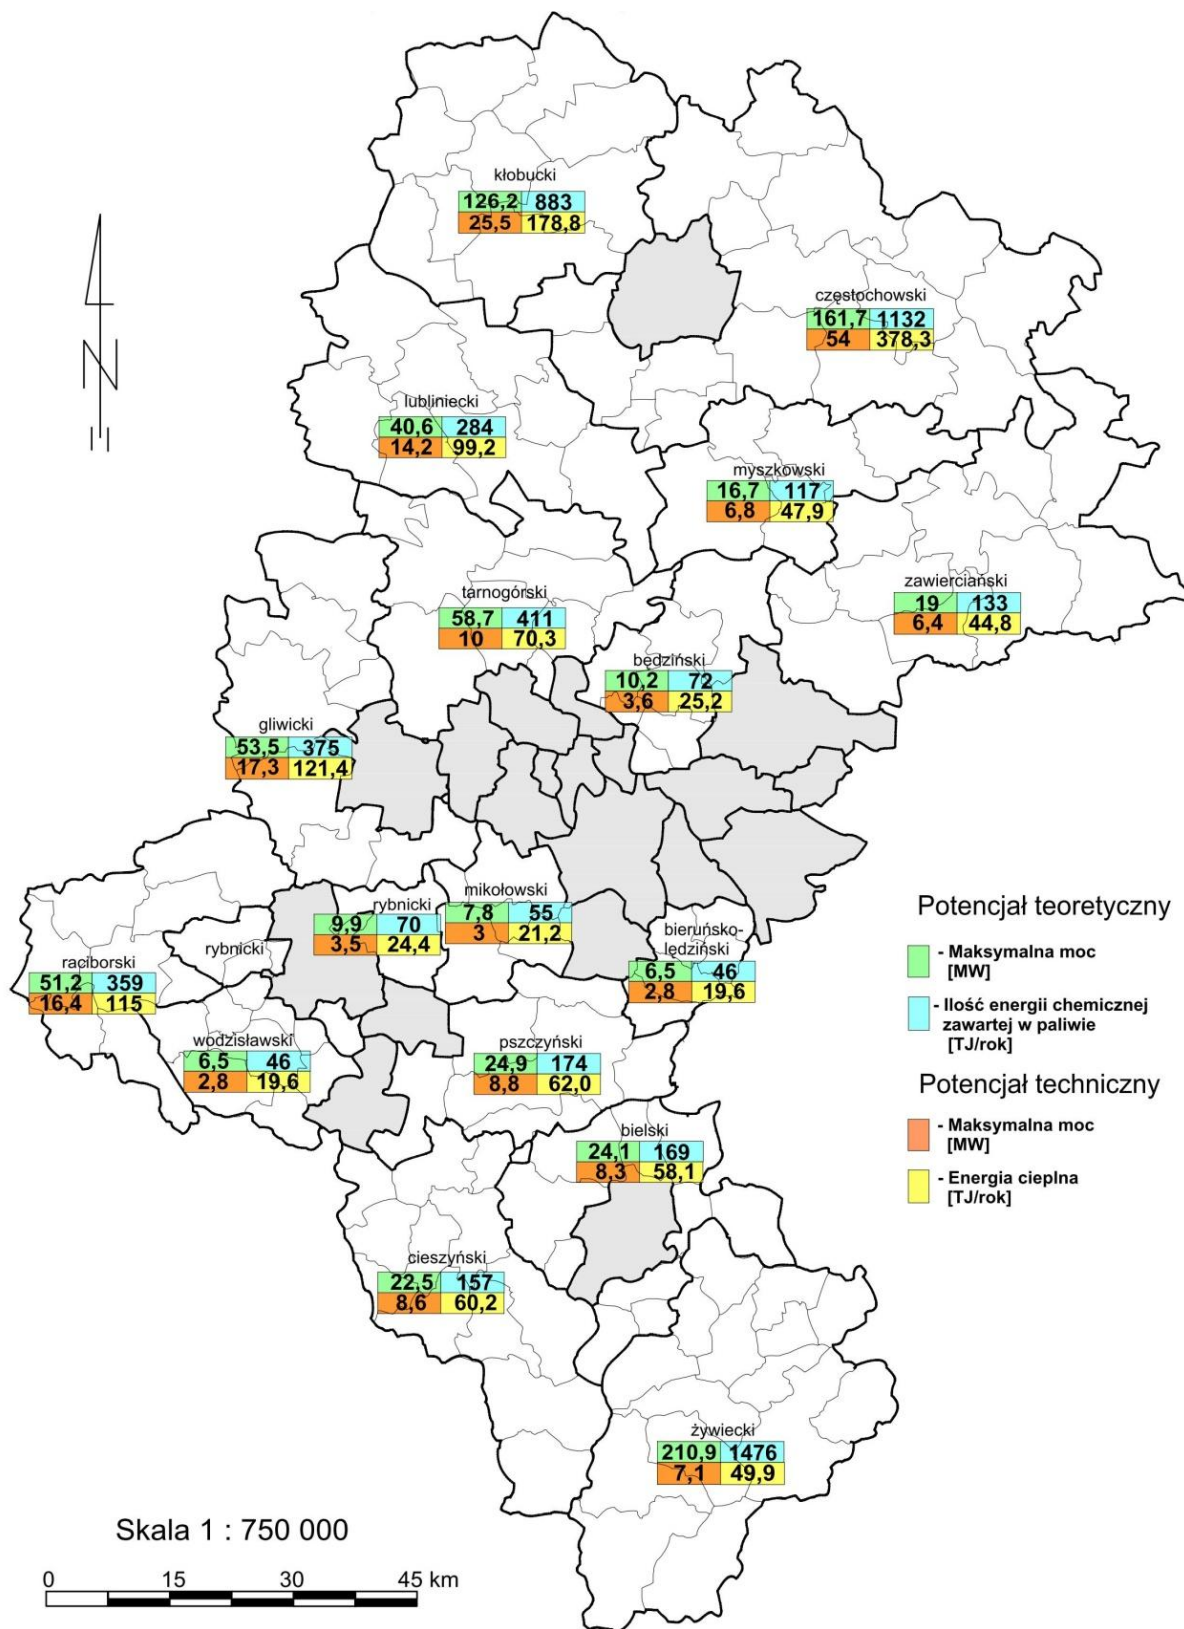 kłobucki
126,2 883
25,5 178,8
częstochowski
161,7 1132
54 378,3
lubliniecki
40,6 284
14,2 99,2
myszkowski
16,7 117
6,8 47,9
zawierciański
19 133
6,4 44,8
tarnogórski
58,7 411
10 70,3
będziński
10,2 72
3,6 25,2
gliwicki
53,5 375
17,3 121,4
mikołowski
7,8 55
3 21,2
rybnicki
9,9 70
3,5 24,4
rybnicki
bieruńsko-
lędziński
6,5 46
2,8 19,6
raciborski
51,2 359
16,4 115
wodzisławski
6,5 46
2,8 19,6
pszczyński
24,9 174
8,8 62,0
bielski
24,1 169
8,3 58,1
cieszyński
22,5 157
8,6 60,2
żywiecki
210,9 1476
7,1 49,9
Potencjał teoretyczny
- Maksymalna moc
[MW]
- Ilość energii chemicznej
zawartej w paliwie
[TJ/rok]
Potencjał techniczny
- Maksymalna moc
[MW]
- Energia cieplna
[TJ/rok]
N
Skala 1 : 750 000
0 15 30 45 km